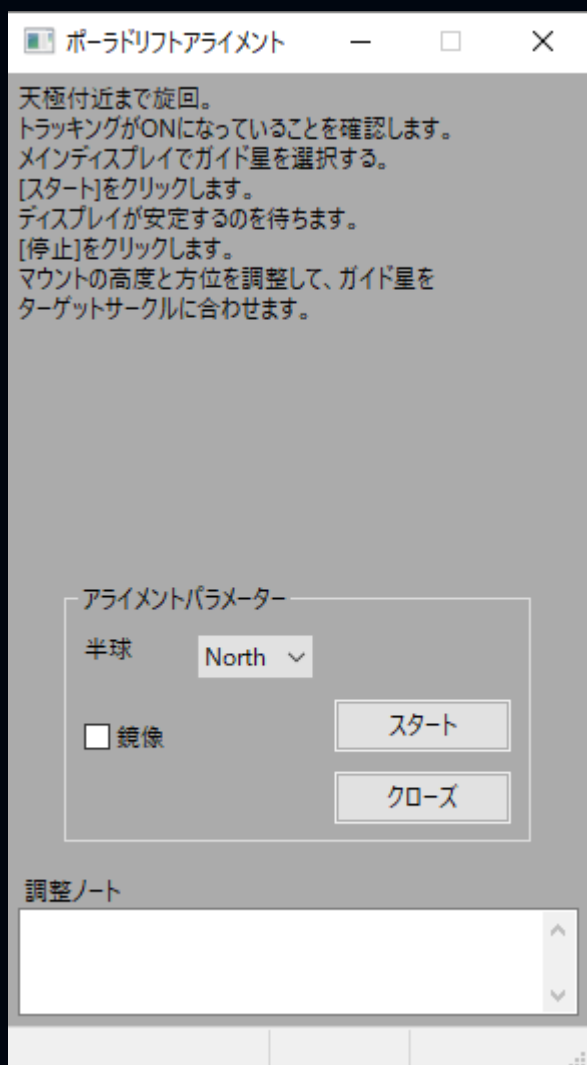 ポーラドリフトアライメント
天極付近まで旋回。
トラッキングがONになっていることを確認します。
メインディスプレイでガイド星を選択する。
[スタート]をクリックします。
ディスプレイが安定するのを待ちます。
[停止]をクリックします。
マウントの高度と方位を調整して、ガイド星を
ターゲットサークルに合わせます。
アライメントパラメーター
半球
North
鏡像
スタート
クローズ
調整ノート